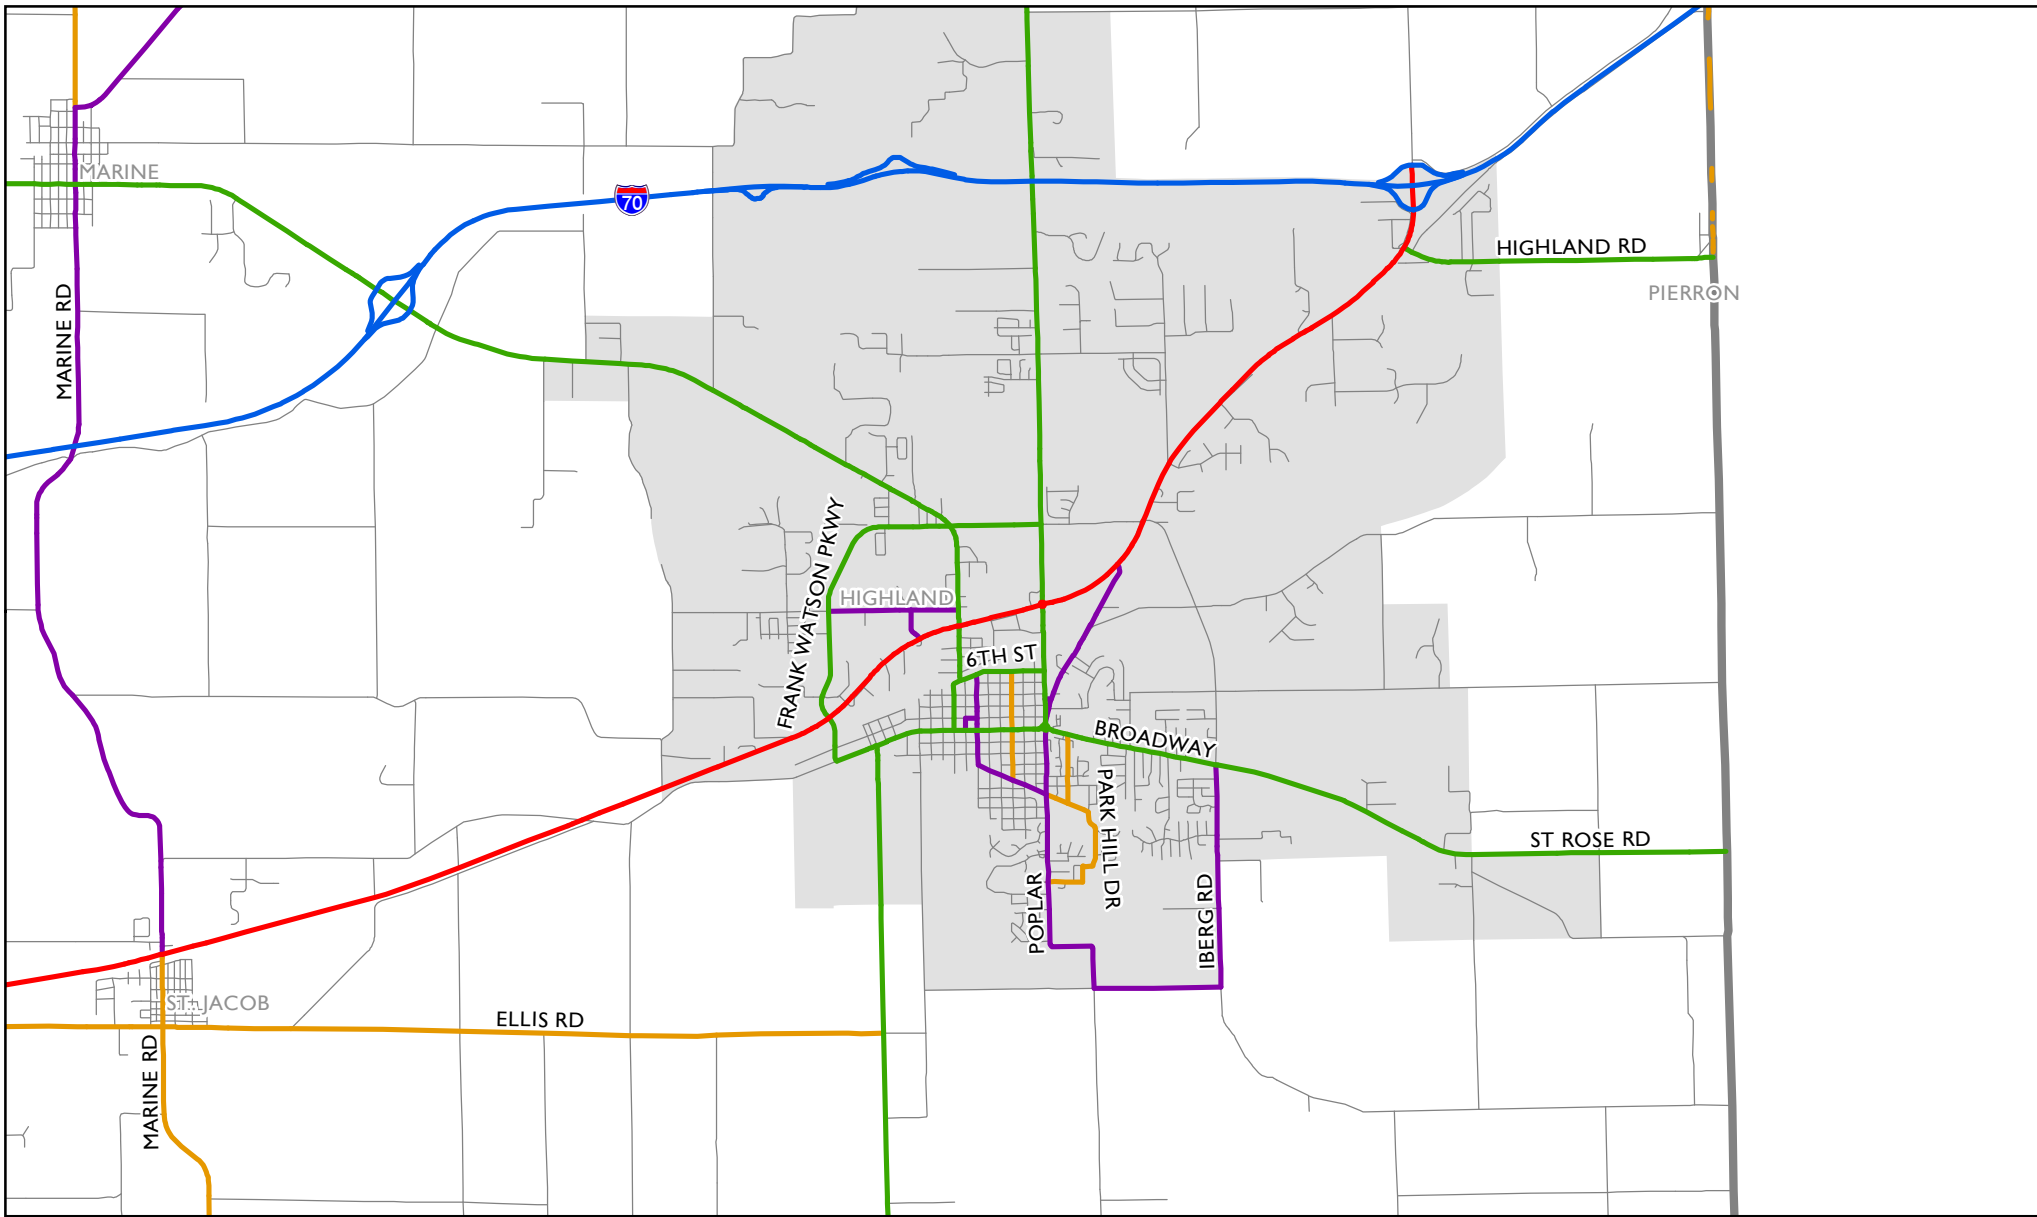 MARINE
70
HIGHLAND RD
PIERRON
MARINE RD
FRANK WATSON PKWY
HIGHLAND
6TH ST
BROADWAY
PARK HILL DR
ST ROSE RD
POPLAR
IBERG RD
ST. JACOB
ELLIS RD
MARINE RD